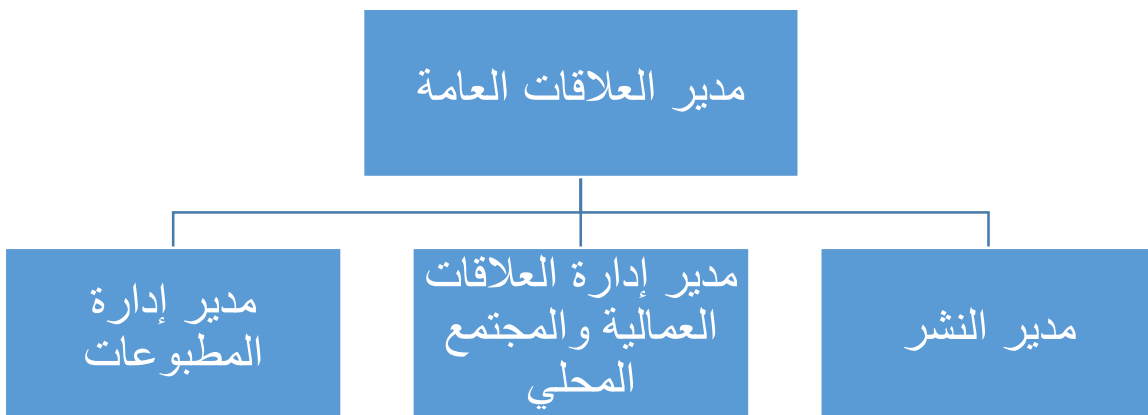 مدير العلاقات العامة
مدير النشر
مدير إدارة العلاقات
العمالية والمجتمع
المحلي
مدير إدارة
المطبوعات